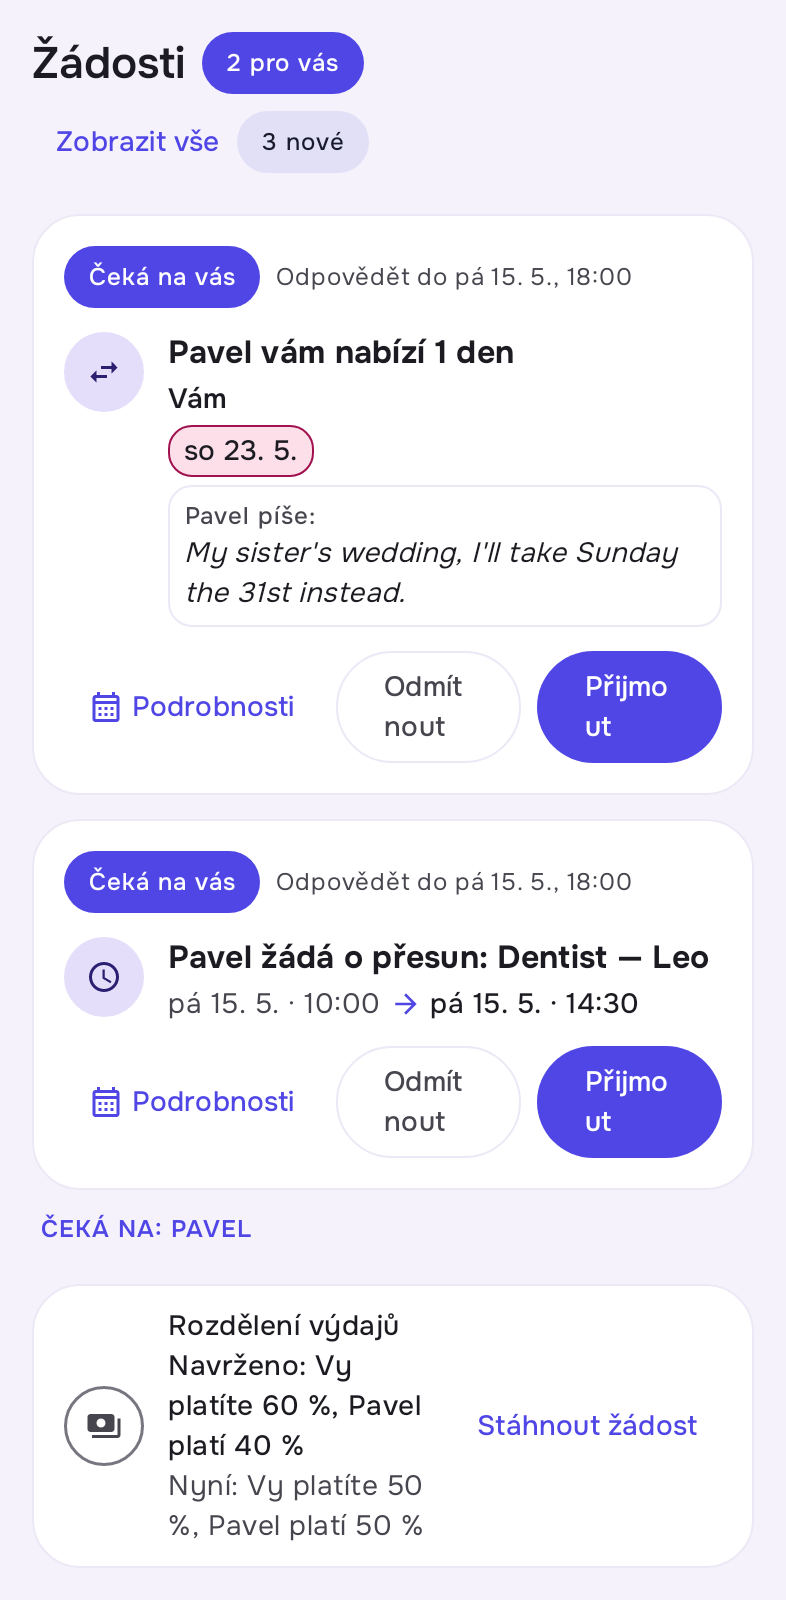 Žádosti
2 pro vás
Zobrazit vše
3 nové
Čeká na vás
Odpovědět do pá 15. 5., 18:00
Pavel vám nabízí 1 den
Vám
so 23. 5.
Pavel píše:
My sister's wedding, I'll take Sunday
the 31st instead.
Podrobnosti
Odmít
nout
Přijmo
ut
Čeká na vás
Odpovědět do pá 15. 5., 18:00
Pavel žádá o přesun: Dentist — Leo
pá 15. 5. · 10:00 → pá 15. 5. · 14:30
Podrobnosti
Odmít
nout
Přijmo
ut
ČEKÁ NA: PAVEL
Rozdělení výdajů
Navrženo: Vy
platíte 60 %, Pavel
platí 40 %
Nyní: Vy platíte 50
%, Pavel platí 50 %
Stáhnout žádost